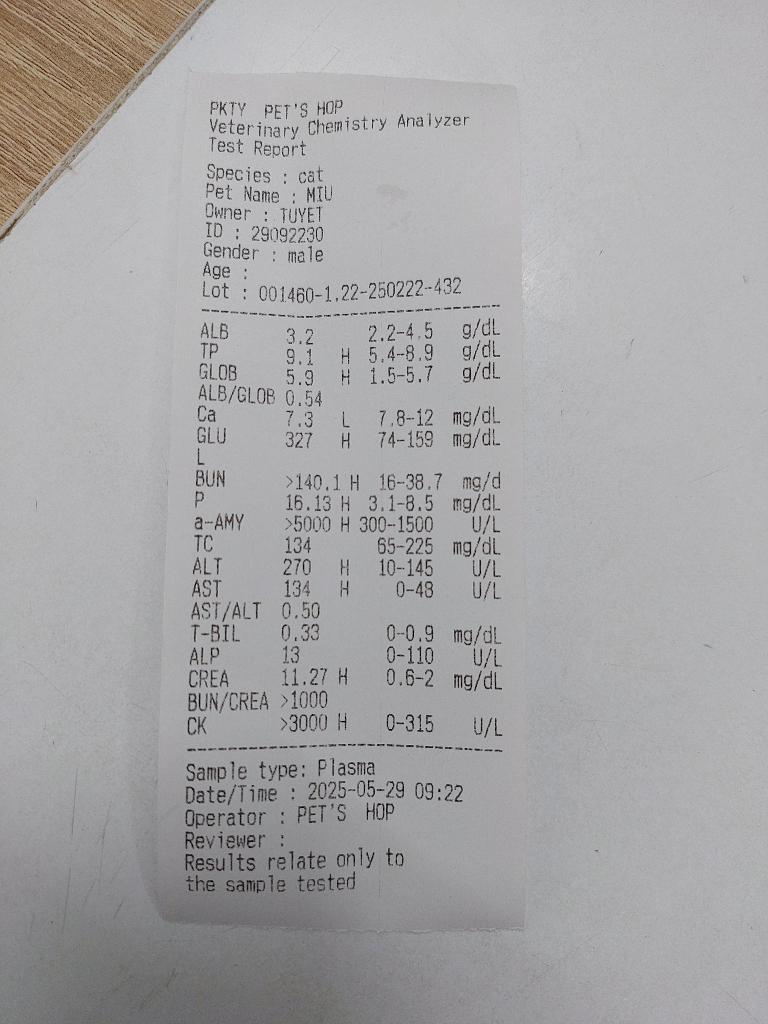 PKTY PET'S HOP
Veterinary Chemistry Analyzer
Test Report
Species : cat
Pet Name : MIU
Owner : TUYET
ID : 29092230
Gender : male
Age :
Lot : 001460-1,22-250222-432
ALB 3.2 2.2-4.5 g/dL
TP 9.1 H 5.4-8.9 g/dL
GLOB 5.9 H 1.5-5.7 g/dL
ALB/GLOB 0.54
Ca 7.3 L 7.8-12 mg/dL
GLU 327 H 74-159 mg/dL
L
BUN >140.1 H 16-38.7 mg/d
P 16.13 H 3.1-8.5 mg/dL
a-AMY >5000 H 300-1500 U/L
TC 134 65-225 mg/dL
ALT 270 H 10-145 U/L
AST 134 H 0-48 U/L
AST/ALT 0.50
T-BIL 0.33 0-0.9 mg/dL
ALP 13 0-110 U/L
CREA 11.27 H 0.6-2 mg/dL
BUN/CREA >1000
CK >3000 H 0-315 U/L
Sample type: Plasma
Date/Time : 2025-05-29 09:22
Operator : PET'S HOP
Reviewer :
Results relate only to
the sample tested